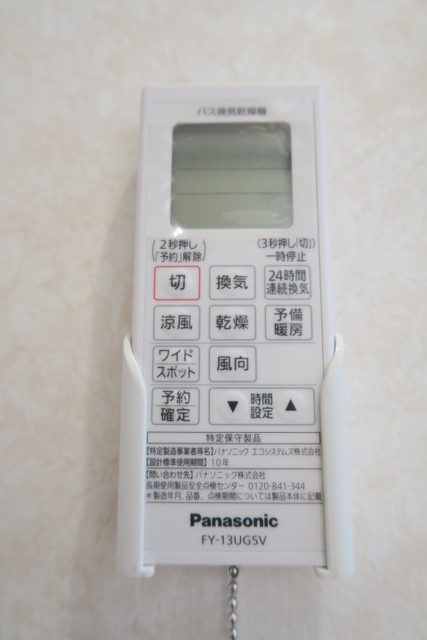 バス換気乾燥機
2秒押し
「予約」解除
(3秒押し「切」)
一時停止
切
換気
24時間
連続換気
涼風
乾燥
予備
暖房
ワイド
スポット
風向
予約
確定
▼ 時間
設定 ▲
特定保守製品
【特定製造事業者等名】パナソニック エコシステムズ株式会社
【設計標準使用期間】10年
【問い合わせ先】パナソニック株式会社
長期使用製品安全点検センター 0120-841-344
*製造年月、品番、点検期間については製品本体に記載
Panasonic
FY-13UG5V